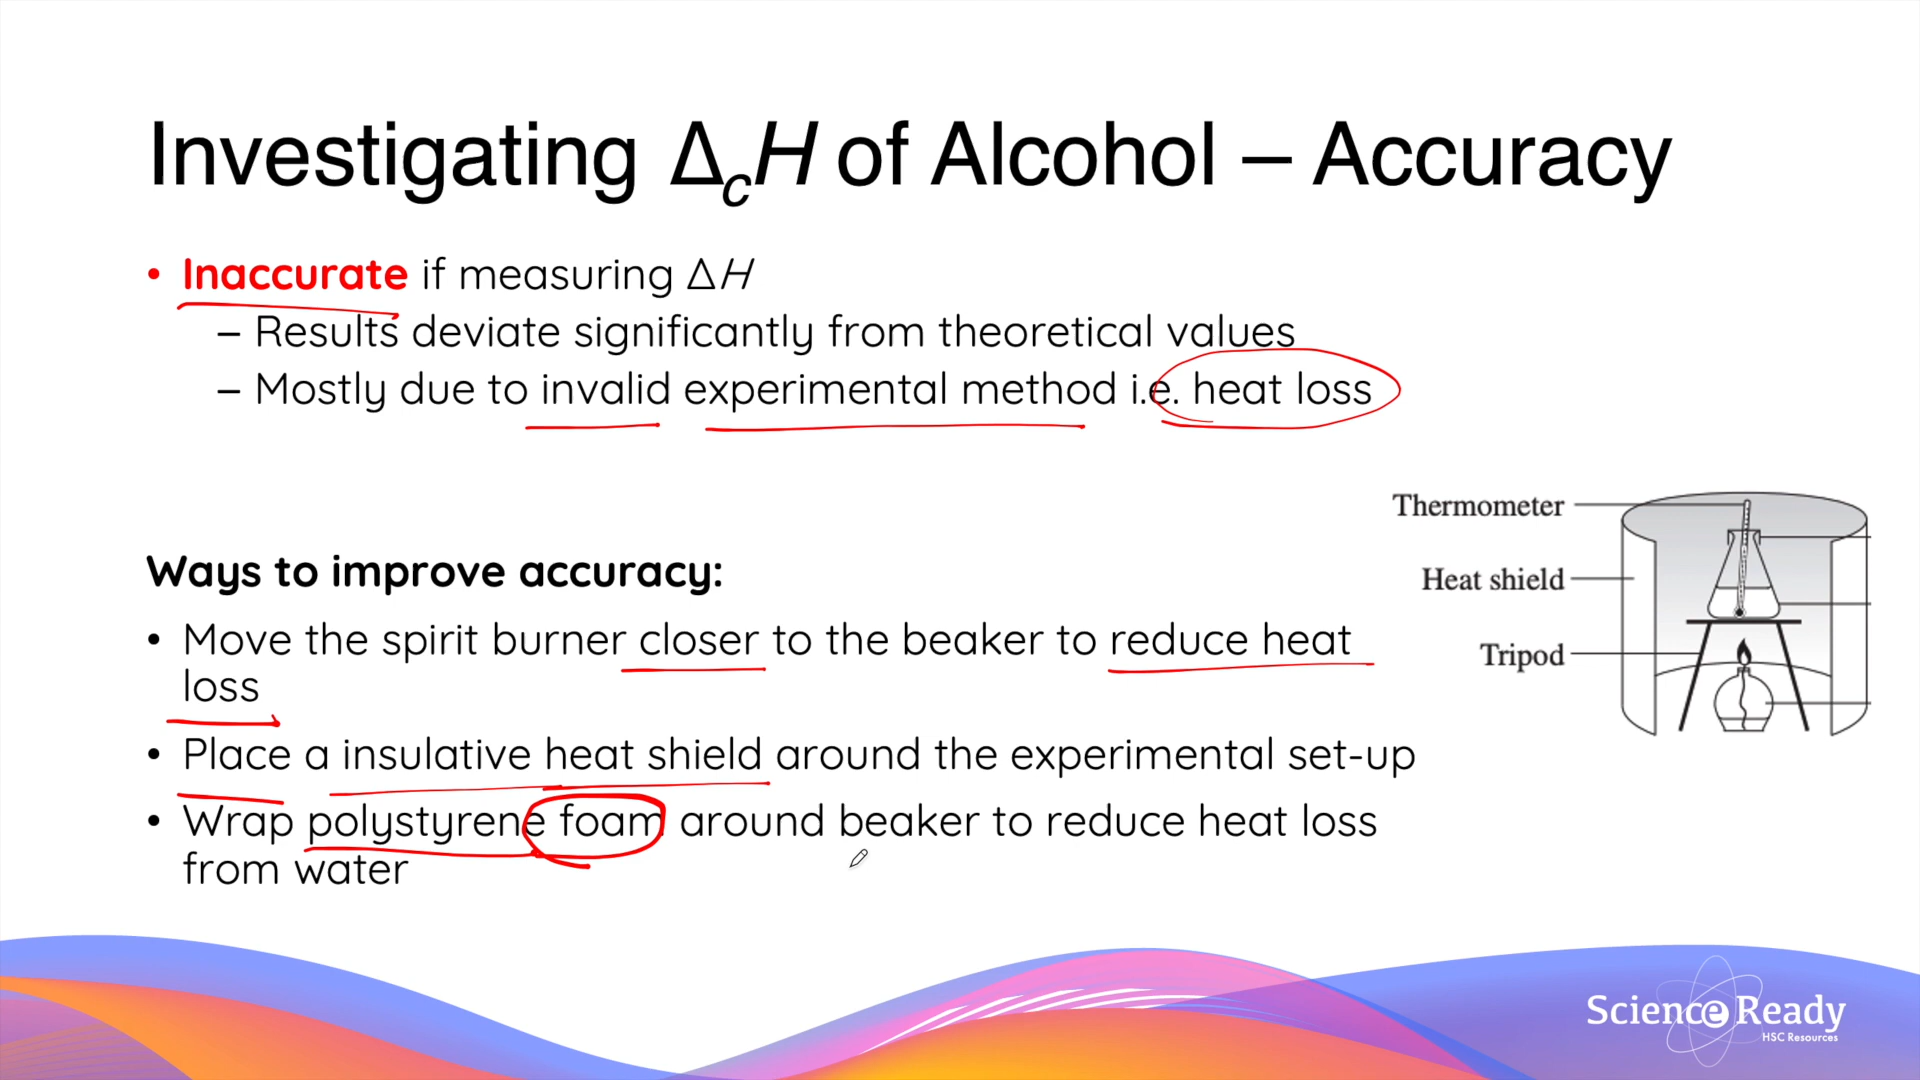 Investigating ΔcH of Alcohol – Accuracy
• Inaccurate if measuring ΔH
– Results deviate significantly from theoretical values
– Mostly due to invalid experimental method i.e. heat loss
Thermometer
Heat shield
Tripod
Ways to improve accuracy:
• Move the spirit burner closer to the beaker to reduce heat
loss
• Place a insulative heat shield around the experimental set-up
• Wrap polystyrene foam around beaker to reduce heat loss
from water
Science Ready
HSC Resources